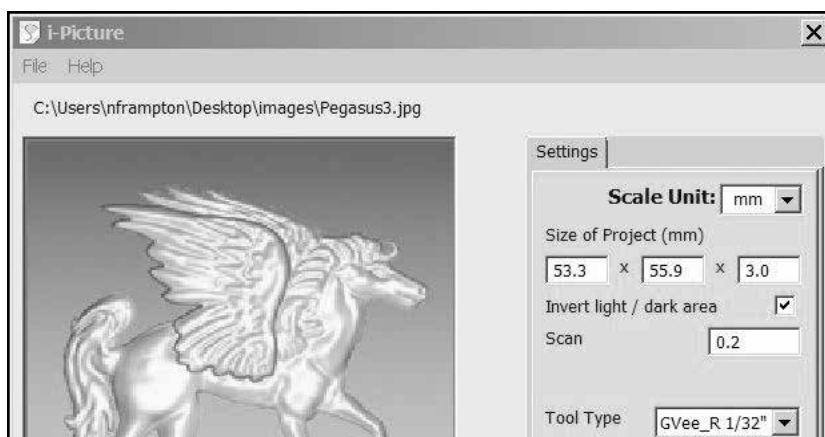 i-Picture
File Help
C:\Users\nframpton\Desktop\images\Pegasus3.jpg
Settings
Scale Unit: mm
Size of Project (mm)
53.3 x 55.9 x 3.0
Invert light / dark area
Scan 0.2
Tool Type GVee_R 1/32"